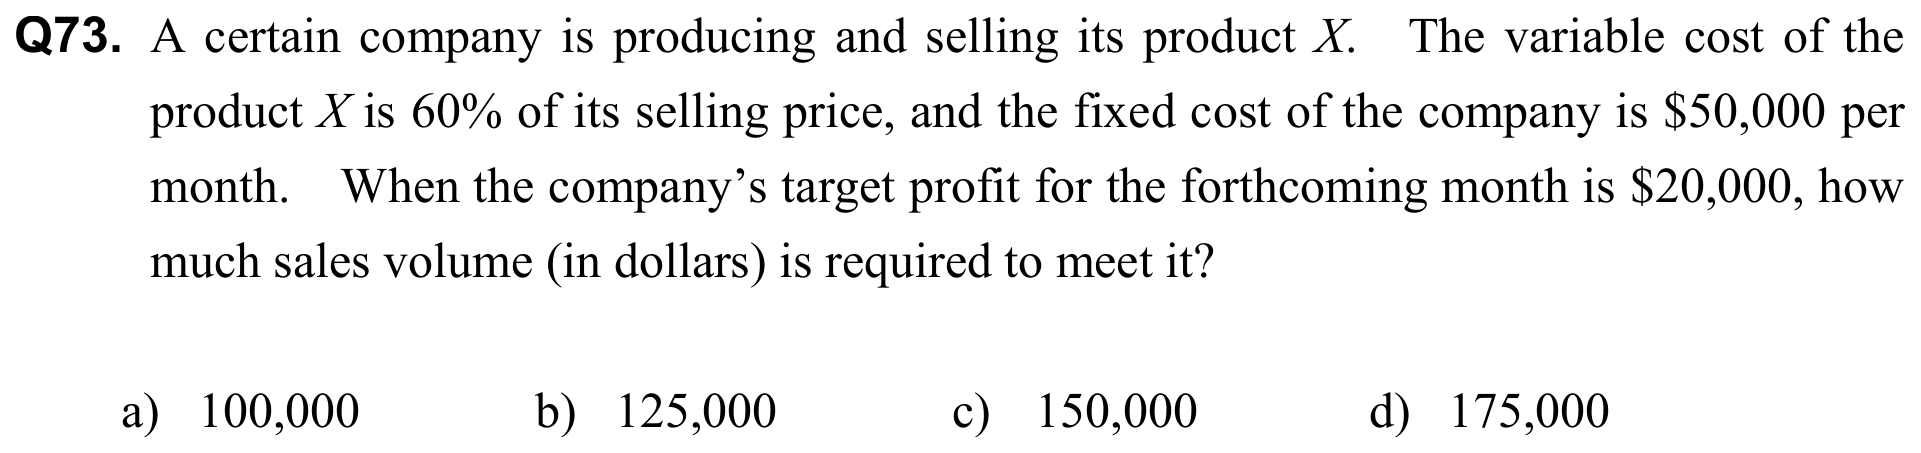 Q73. A certain company is producing and selling its product X. The variable cost of the
product X is 60% of its selling price, and the fixed cost of the company is $50,000 per
month. When the company’s target profit for the forthcoming month is $20,000, how
much sales volume (in dollars) is required to meet it?
a) 100,000 b) 125,000 c) 150,000 d) 175,000